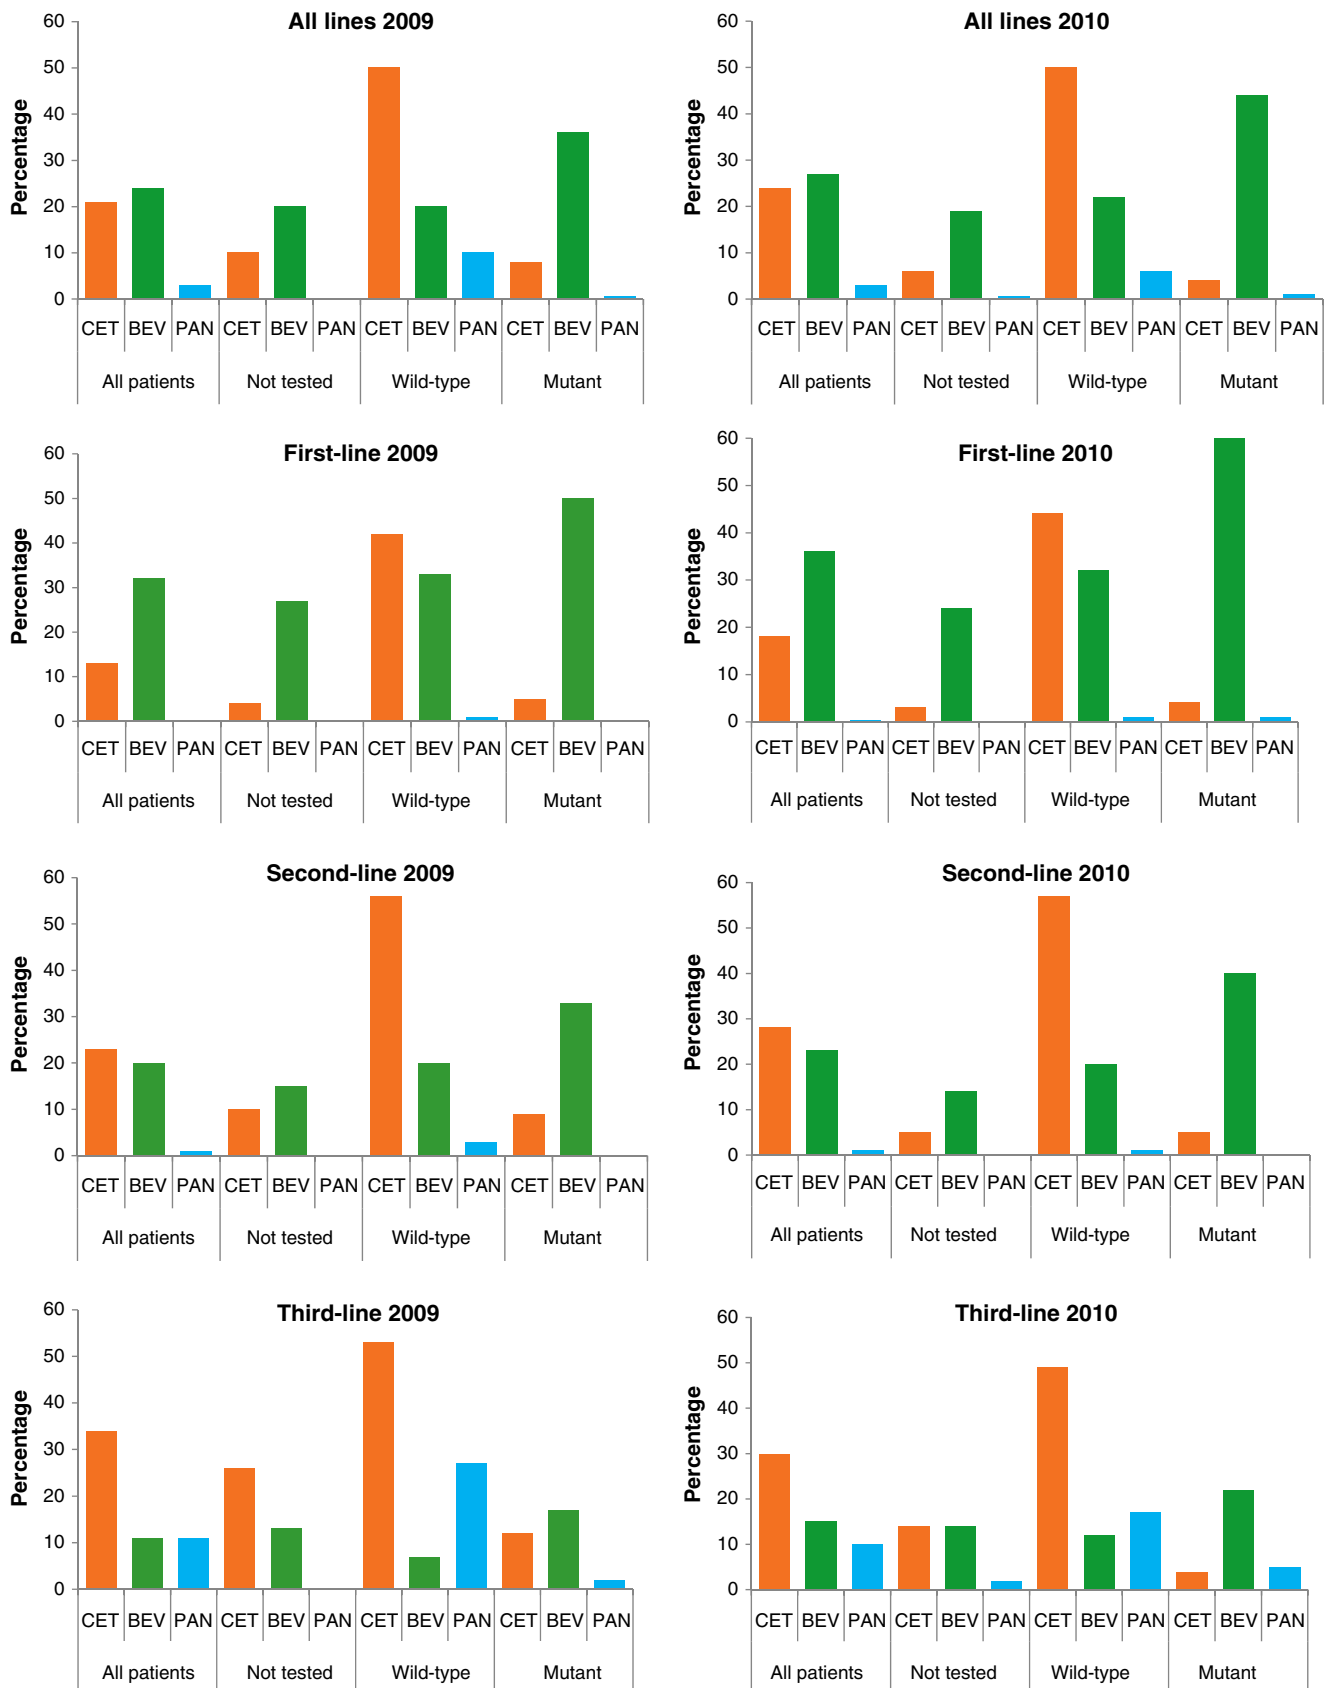 All lines 2009
Percentage
60
50
40
30
20
10
0
CET BEV PAN CET BEV PAN CET BEV PAN CET BEV PAN
All patients Not tested Wild-type Mutant
All lines 2010
Percentage
60
50
40
30
20
10
0
CET BEV PAN CET BEV PAN CET BEV PAN CET BEV PAN
All patients Not tested Wild-type Mutant
First-line 2009
Percentage
60
50
40
30
20
10
0
CET BEV PAN CET BEV PAN CET BEV PAN CET BEV PAN
All patients Not tested Wild-type Mutant
First-line 2010
Percentage
60
50
40
30
20
10
0
CET BEV PAN CET BEV PAN CET BEV PAN CET BEV PAN
All patients Not tested Wild-type Mutant
Second-line 2009
Percentage
60
50
40
30
20
10
0
CET BEV PAN CET BEV PAN CET BEV PAN CET BEV PAN
All patients Not tested Wild-type Mutant
Second-line 2010
Percentage
60
50
40
30
20
10
0
CET BEV PAN CET BEV PAN CET BEV PAN CET BEV PAN
All patients Not tested Wild-type Mutant
Third-line 2009
Percentage
60
50
40
30
20
10
0
CET BEV PAN CET BEV PAN CET BEV PAN CET BEV PAN
All patients Not tested Wild-type Mutant
Third-line 2010
Percentage
60
50
40
30
20
10
0
CET BEV PAN CET BEV PAN CET BEV PAN CET BEV PAN
All patients Not tested Wild-type Mutant